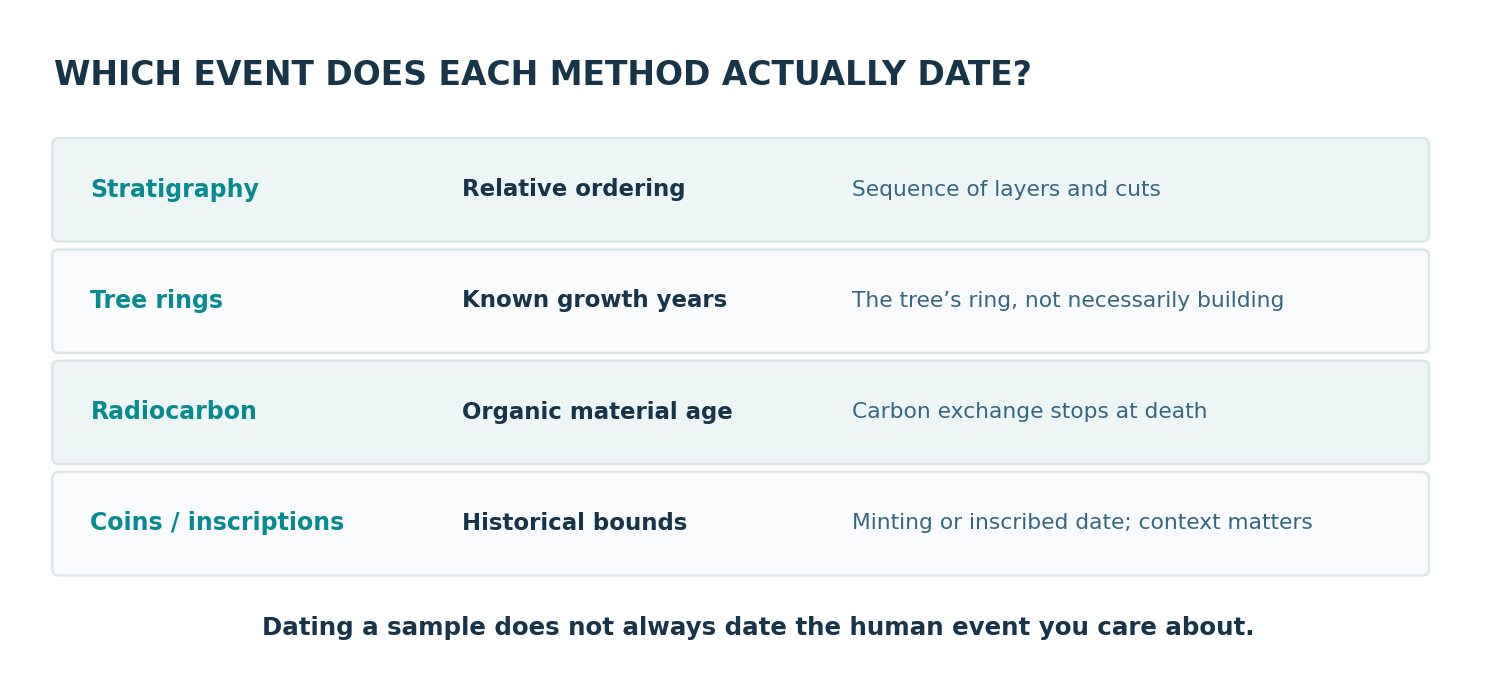 WHICH EVENT DOES EACH METHOD ACTUALLY DATE?
Stratigraphy Relative ordering Sequence of layers and cuts
Tree rings Known growth years The tree’s ring, not necessarily building
Radiocarbon Organic material age Carbon exchange stops at death
Coins / inscriptions Historical bounds Minting or inscribed date; context matters
Dating a sample does not always date the human event you care about.